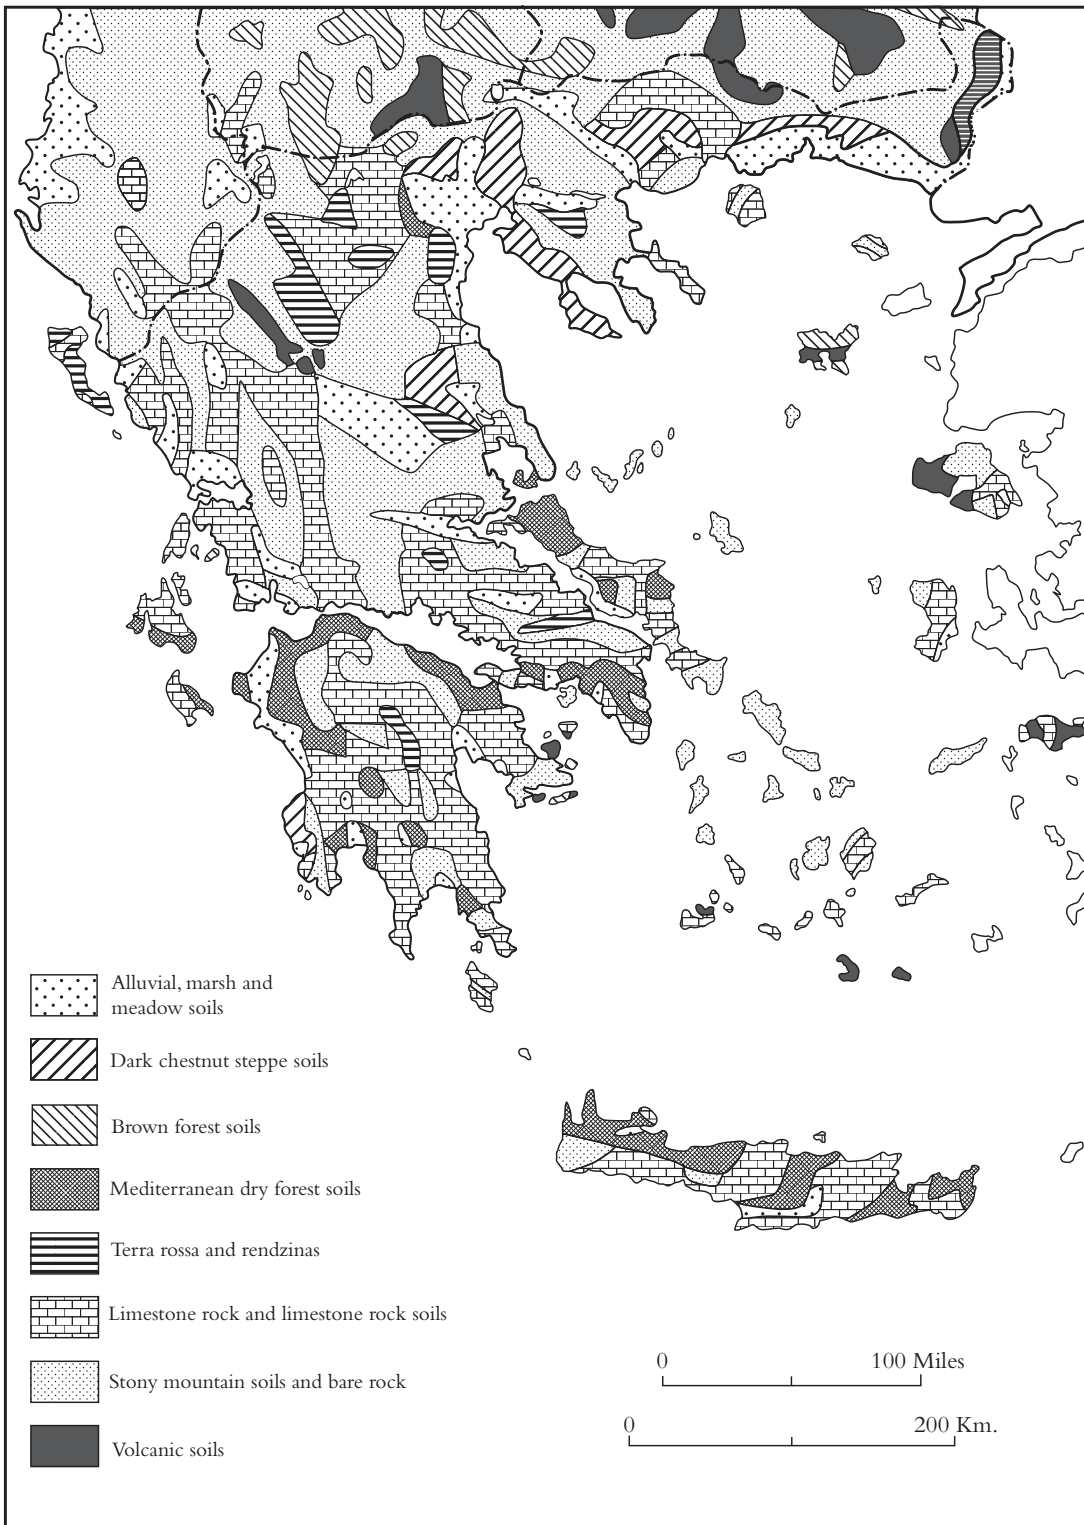 Alluvial, marsh and
meadow soils
Dark chestnut steppe soils
Brown forest soils
Mediterranean dry forest soils
Terra rossa and rendzinas
Limestone rock and limestone rock soils
Stony mountain soils and bare rock
Volcanic soils
0 100 Miles
0 200 Km.